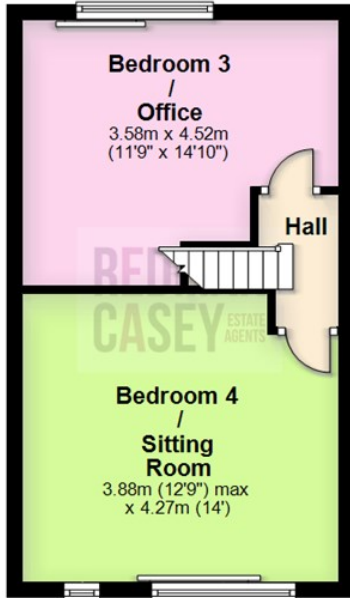 Bedroom 3
/
Office
3.58m x 4.52m
(11'9" x 14'10")
Hall
CASEY ESTATE
AGENTS
Bedroom 4
/
Sitting
Room
3.88m (12'9") max
x 4.27m (14')